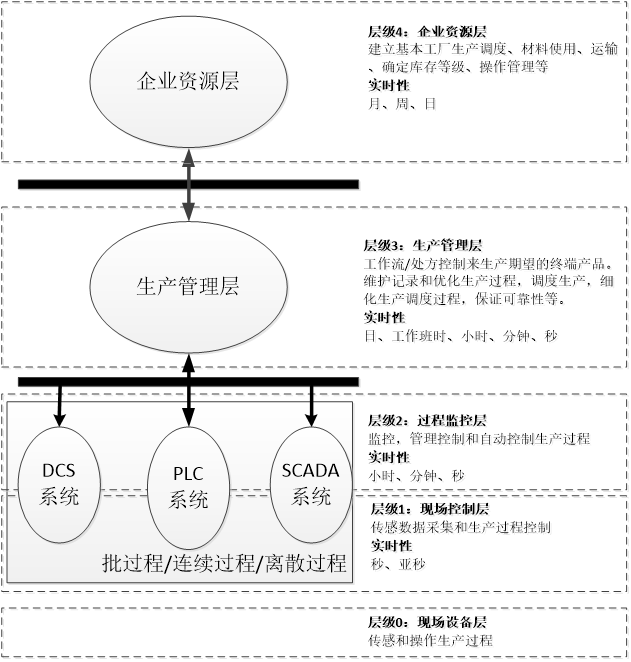 层级4：企业资源层
建立基本工厂生产调度、材料使用、运输
、确定库存等级、操作管理等
实时性
月、周、日
企业资源层
层级3：生产管理层
工作流/处方控制来生产期望的终端产品。
维护记录和优化生产过程，调度生产，细
化生产调度过程，保证可靠性等。
实时性
日、工作班时、小时、分钟、秒
生产管理层
层级2：过程监控层
监控，管理控制和自动控制生产过程
实时性
小时、分钟、秒
DCS
系统
PLC
系统
SCADA
系统
层级1：现场控制层
传感数据采集和生产过程控制
实时性
秒、亚秒
批过程/连续过程/离散过程
层级0：现场设备层
传感和操作生产过程